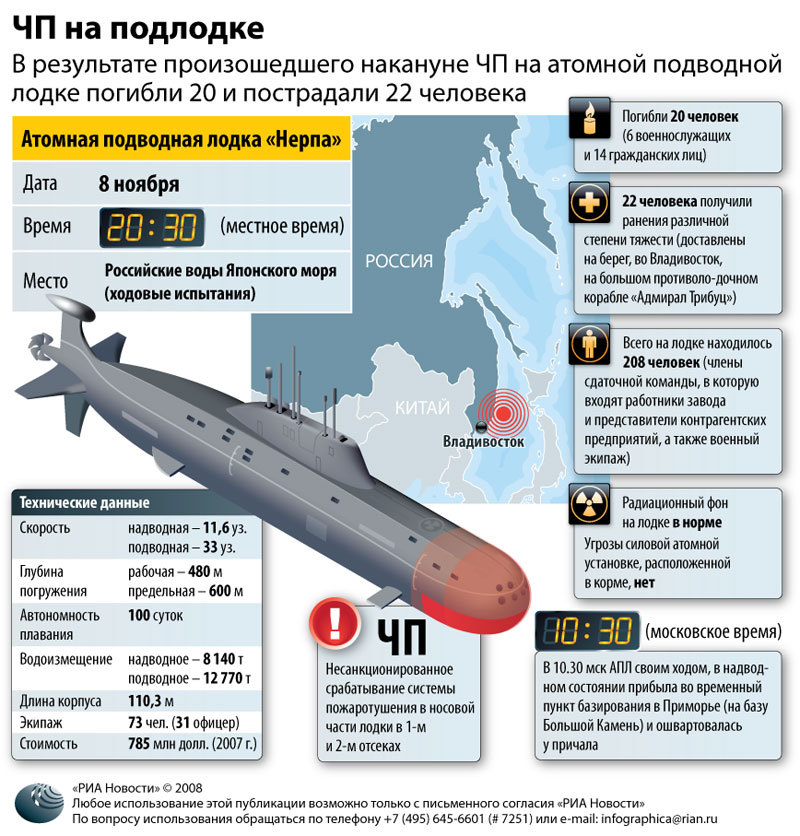 ЧП на подлодке
В результате произошедшего накануне ЧП на атомной подводной
лодке погибли 20 и пострадали 22 человека
Атомная подводная лодка «Нерпа»
Дата 8 ноября
Время 20:30 (местное время)
Место Российские воды Японского моря
(ходовые испытания)
РОССИЯ
КИТАЙ
Владивосток
Погибли 20 человек
(6 военнослужащих
и 14 гражданских лиц)
22 человека получили
ранения различной
степени тяжести (доставлены
на берег, во Владивосток,
на большом противоло-дочном
корабле «Адмирал Трибуц»)
Всего на лодке находилось
208 человек (члены
сдаточной команды, в которую
входят работники завода
и представители контрагентских
предприятий, а также военный
экипаж)
Радиационный фон
на лодке в норме
Угрозы силовой атомной
установке, расположенной
в корме, нет
Технические данные
Скорость надводная – 11,6 уз.
подводная – 33 уз.
Глубина рабочая – 480 м
погружения предельная – 600 м
Автономность 100 суток
плавания
Водоизмещение надводное – 8 140 т
подводное – 12 770 т
Длина корпуса 110,3 м
Экипаж 73 чел. (31 офицер)
Стоимость 785 млн долл. (2007 г.)
! ЧП
Несанкционированное
срабатывание системы
пожаротушения в носовой
части лодки в 1-м
и 2-м отсеках
10:30 (московское время)
В 10.30 мск АПЛ своим ходом, в надвод-
ном состоянии прибыла во временный
пункт базирования в Приморье (на базу
Большой Камень) и ошвартовалась
у причала
«РИА Новости» © 2008
Любое использование этой публикации возможно только с письменного согласия «РИА Новости»
По вопросу использования обращаться по телефону +7 (495) 645-6601 (# 7251) или e-mail: infographica@rian.ru